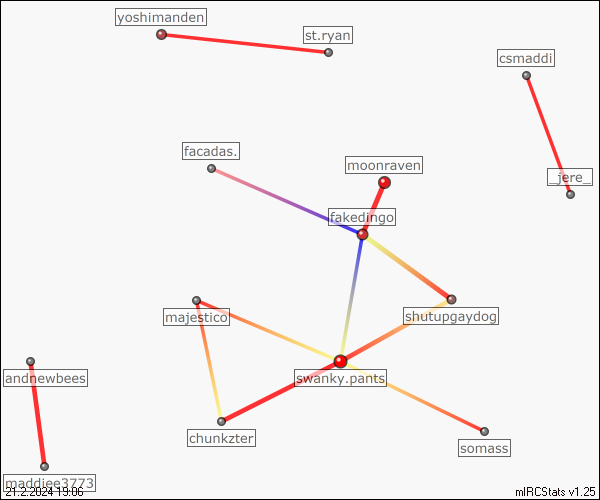 yoshimanden
st.ryan
csmaddi
facadas.
moonraven
_jere_
fakedingo
majestico
shutupgaydog
andnewbees
swanky.pants
chunkzter
somass
maddiee3773
21.2.2024 19:06
mIRCStats v1.25